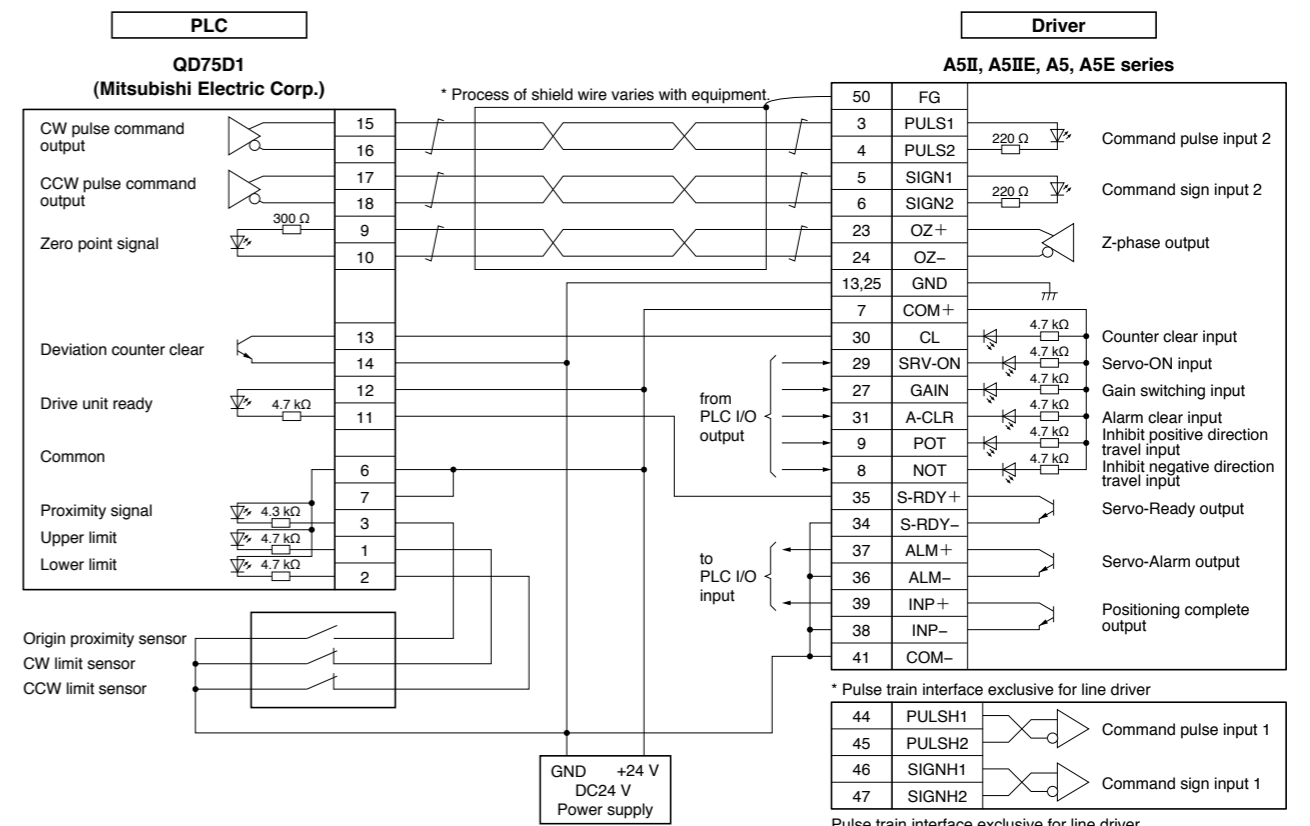 PLC
Driver
QD75D1
(Mitsubishi Electric Corp.)
A5II, A5IIE, A5, A5E series
* Process of shield wire varies with equipment.
CW pulse command
output
15
16
CCW pulse command
output
17
18
300 Ω
Zero point signal
9
10
Deviation counter clear
13
14
Drive unit ready
4.7 kΩ
12
11
Common
6
7
Proximity signal
4.3 kΩ
3
Upper limit
4.7 kΩ
1
Lower limit
4.7 kΩ
2
Origin proximity sensor
CW limit sensor
CCW limit sensor
GND +24 V
DC24 V
Power supply
from
PLC I/O
output
to
PLC I/O
input
50 FG
3 PULS1
4 PULS2
220 Ω
Command pulse input 2
5 SIGN1
6 SIGN2
220 Ω
Command sign input 2
23 OZ+
24 OZ−
Z-phase output
13,25 GND
7 COM+
30 CL 4.7 kΩ Counter clear input
29 SRV-ON 4.7 kΩ Servo-ON input
27 GAIN 4.7 kΩ Gain switching input
31 A-CLR 4.7 kΩ Alarm clear input
9 POT 4.7 kΩ Inhibit positive direction
travel input
8 NOT 4.7 kΩ Inhibit negative direction
travel input
35 S-RDY+
34 S-RDY−
Servo-Ready output
37 ALM+
36 ALM−
Servo-Alarm output
39 INP+
38 INP−
Positioning complete
output
41 COM−
* Pulse train interface exclusive for line driver
44 PULSH1
45 PULSH2
Command pulse input 1
46 SIGNH1
47 SIGNH2
Command sign input 1
Pulse train interface exclusive for line driver